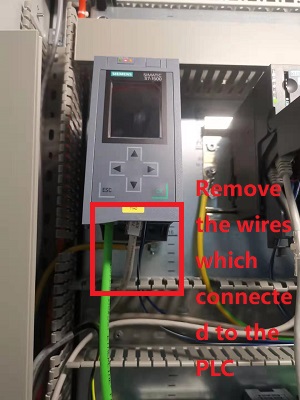 SIEMENS
SIMATIC
S7-1500
ESC
Remove
the wires
which
connecte
d to the
PLC